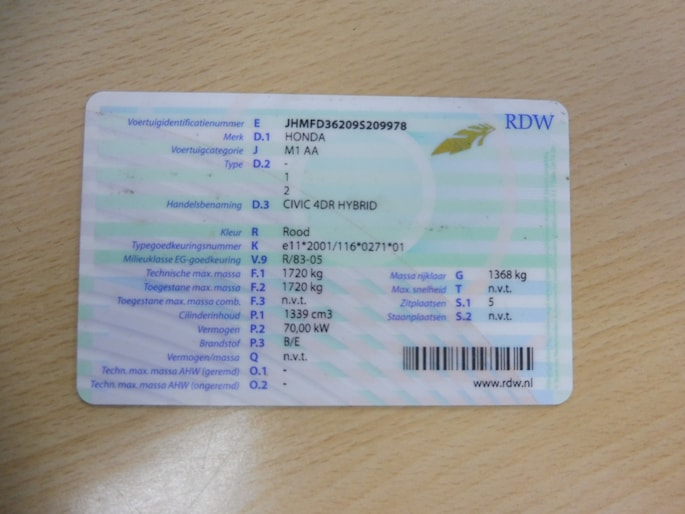 RDW
Voertuigidentificatienummer E JHMFD36209S209978
Merk D.1 HONDA
Voertuigcategorie J M1 AA
Type D.2 -
1
2
Handelsbenaming D.3 CIVIC 4DR HYBRID
Kleur R Rood
Typegoedkeuringsnummer K e11*2001/116*0271*01
Milieuklasse EG-goedkeuring V.9 R/83-05
Technische max. massa F.1 1720 kg Massa rijklaar G 1368 kg
Toegestane max. massa F.2 1720 kg Max. snelheid T n.v.t.
Toegestane max. massa comb. F.3 n.v.t. Zitplaatsen S.1 5
Cilinderinhoud P.1 1339 cm3 Staanplaatsen S.2 n.v.t.
Vermogen P.2 70,00 kW
Brandstof P.3 B/E
Vermogen/massa Q n.v.t.
Techn. max. massa AHW (geremd) O.1 -
Techn. max. massa AHW (ongeremd) O.2 -
www.rdw.nl